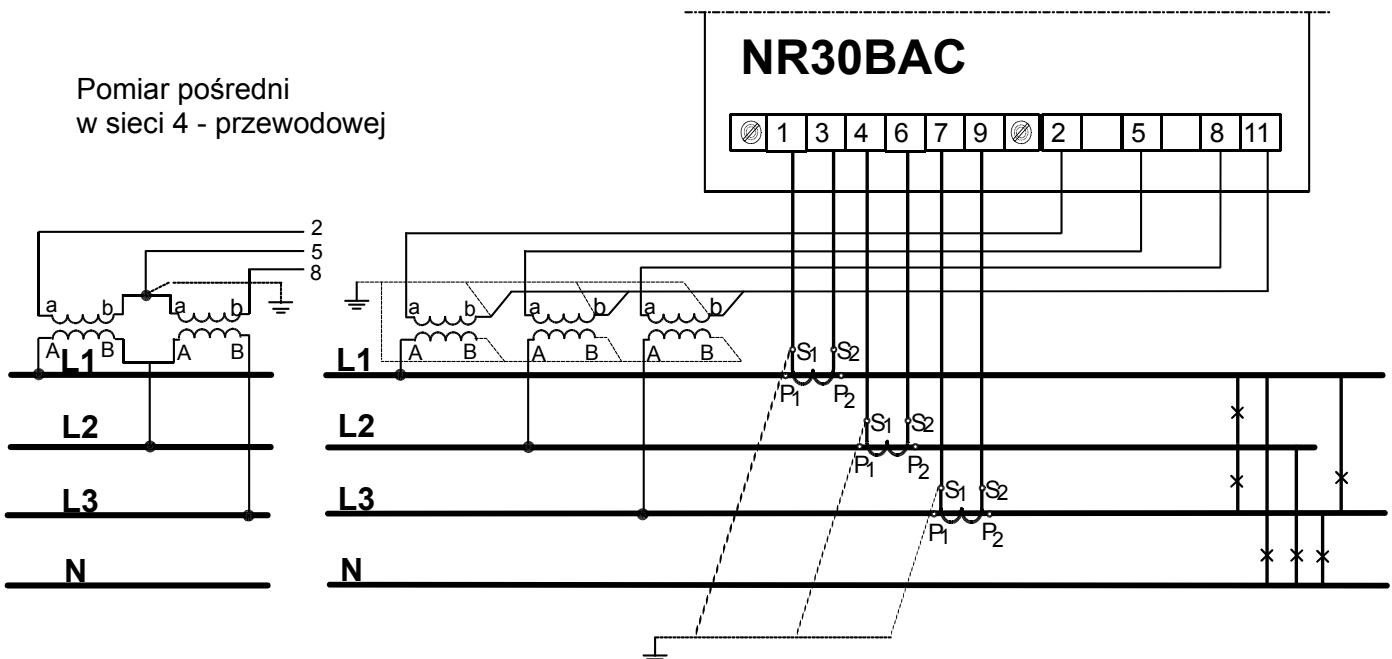 NR30BAC
Pomiar pośredni
w sieci 4 - przewodowej
1 3 4 6 7 9 2 5 8 11
2
5
8
a b a b
A B A B
a b a b a b
A B A B A B
L1
L1
S1 S2
P1 P2
L2
L2
S1 S2
P1 P2
L3
L3
S1 S2
P1 P2
N
N